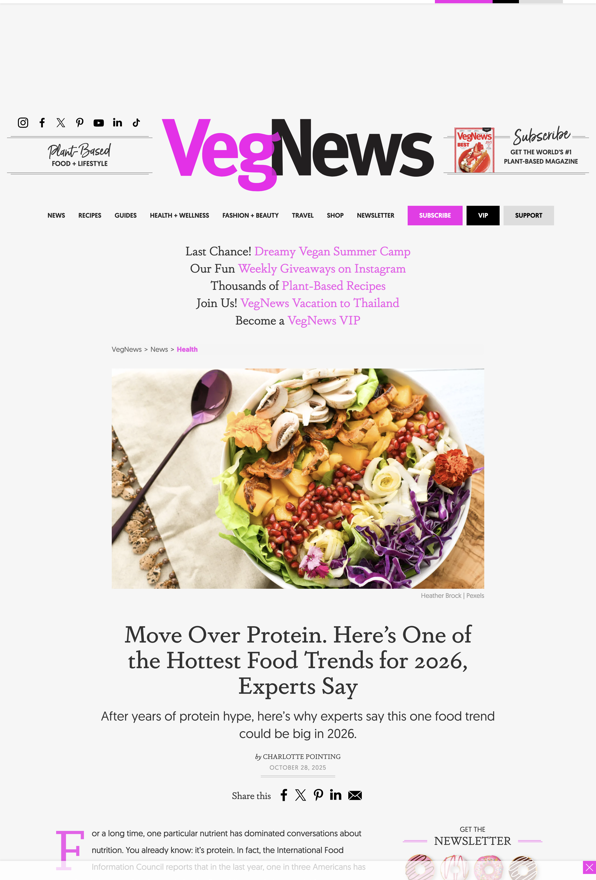 Plant-Based
FOOD + LIFESTYLE
VegNews
VegNews
BEST
Subscribe
GET THE WORLD'S #1
PLANT-BASED MAGAZINE
NEWS RECIPES GUIDES HEALTH + WELLNESS FASHION + BEAUTY TRAVEL SHOP NEWSLETTER SUBSCRIBE VIP SUPPORT
Last Chance! Dreamy Vegan Summer Camp
Our Fun Weekly Giveaways on Instagram
Thousands of Plant-Based Recipes
Join Us! VegNews Vacation to Thailand
Become a VegNews VIP
VegNews > News > Health
Heather Brock | Pexels
Move Over Protein. Here’s One of
the Hottest Food Trends for 2026,
Experts Say
After years of protein hype, here’s why experts say this one food trend
could be big in 2026.
by CHARLOTTE POINTING
OCTOBER 28, 2025
Share this
For a long time, one particular nutrient has dominated conversations about
nutrition. You already know: it’s protein. In fact, the International Food
Information Council reports that in the last year, one in three Americans has
GET THE
NEWSLETTER